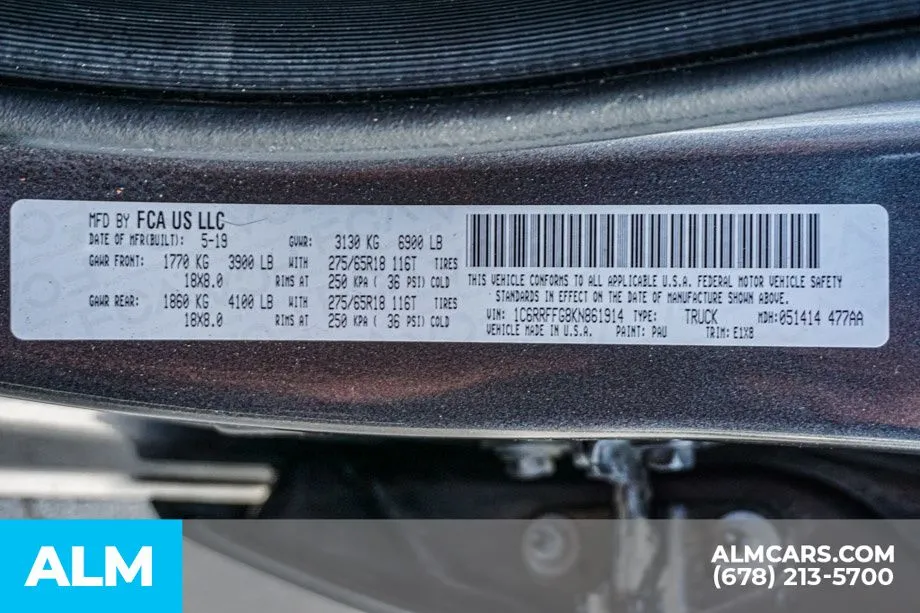 MFD BY FCA US LLC
DATE OF MFR(BUILT): 5-19 GVWR: 3130 KG 6900 LB
GAWR FRONT: 1770 KG 3900 LB WITH 275/65R18 116T TIRES
18X8.0 RIMS AT 250 KPA ( 36 PSI) COLD
GAWR REAR: 1860 KG 4100 LB WITH 275/65R18 116T TIRES
18X8.0 RIMS AT 250 KPA ( 36 PSI) COLD
THIS VEHICLE CONFORMS TO ALL APPLICABLE U.S.A. FEDERAL MOTOR VEHICLE SAFETY
STANDARDS IN EFFECT ON THE DATE OF MANUFACTURE SHOWN ABOVE.
VIN: 1C6RRFFG8KN861914 TYPE: TRUCK MDH:051414 477AA
VEHICLE MADE IN U.S.A. PAINT: PAU TRIM: E1X8
ALM
ALMCARS.COM
(678) 213-5700